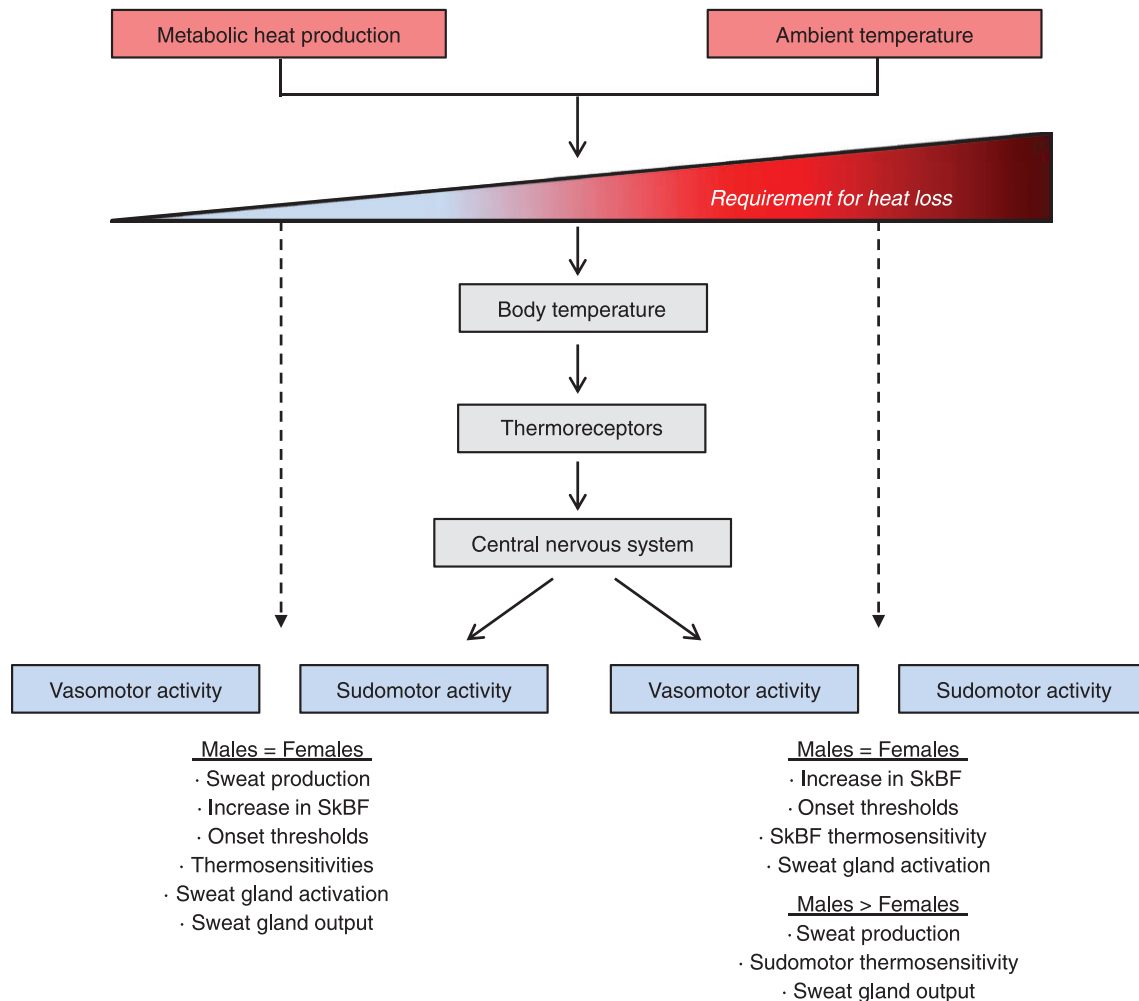 Metabolic heat production
Ambient temperature
Requirement for heat loss
Body temperature
Thermoreceptors
Central nervous system
Vasomotor activity
Sudomotor activity
Vasomotor activity
Sudomotor activity
Males = Females
· Sweat production
· Increase in SkBF
· Onset thresholds
· Thermosensitivities
· Sweat gland activation
· Sweat gland output
Males = Females
· Increase in SkBF
· Onset thresholds
· SkBF thermosensitivity
· Sweat gland activation
Males > Females
· Sweat production
· Sudomotor thermosensitivity
· Sweat gland output